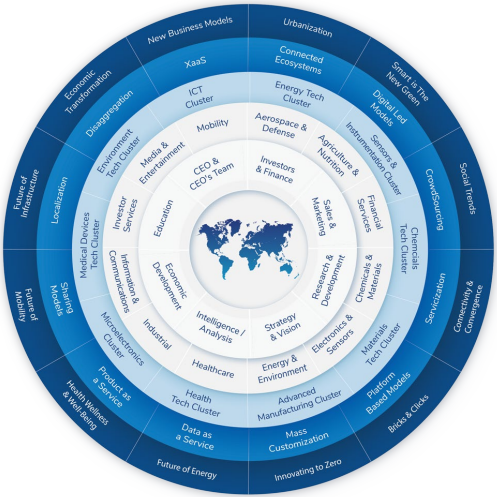 New Business Models
Urbanization
Smart is The
New Green
Social Trends
Connectivity &
Convergence
Bricks & Clicks
Innovating to Zero
Future of Energy
Health Wellness
& Well-Being
Future of
Mobility
Future of
Infrastructure
Economic
Transformation
XaaS
Connected
Ecosystems
Digital Led
Models
CrowdSourcing
Servicization
Platform
Based Models
Mass
Customization
Data as
a Service
Product as
a Service
Sharing
Models
Localization
Disaggregation
ICT
Cluster
Energy Tech
Cluster
Sensors &
Instrumentation Cluster
Chemcials
Tech Cluster
Materials
Tech Cluster
Advanced
Manufacturing Cluster
Health
Tech Cluster
Microelectronics
Cluster
Medical Devices
Tech Cluster
Environment
Tech Cluster
Mobility
Aerospace &
Defense
Agriculture &
Nutrition
Financial
Services
Chemicals &
Materials
Electronics &
Sensors
Energy &
Environment
Healthcare
Industrial
Information &
Communications
Investor
Services
Media &
Entertainment
CEO &
CEO's Team
Investors
& Finance
Sales &
Marketing
Research &
Development
Strategy
& Vision
Intelligence /
Analysis
Economic
Development
Education